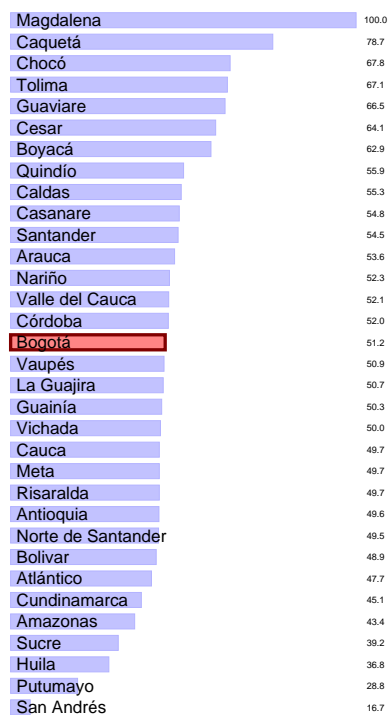 Magdalena 100.0
Caquetá 78.7
Chocó 67.8
Tolima 67.1
Guaviare 66.5
Cesar 64.1
Boyacá 62.9
Quindío 55.9
Caldas 55.3
Casanare 54.8
Santander 54.5
Arauca 53.6
Nariño 52.3
Valle del Cauca 52.1
Córdoba 52.0
Bogotá 51.2
Vaupés 50.9
La Guajira 50.7
Guainía 50.3
Vichada 50.0
Cauca 49.7
Meta 49.7
Risaralda 49.7
Antioquia 49.6
Norte de Santander 49.5
Bolivar 48.9
Atlántico 47.7
Cundinamarca 45.1
Amazonas 43.4
Sucre 39.2
Huila 36.8
Putumayo 28.8
San Andrés 16.7